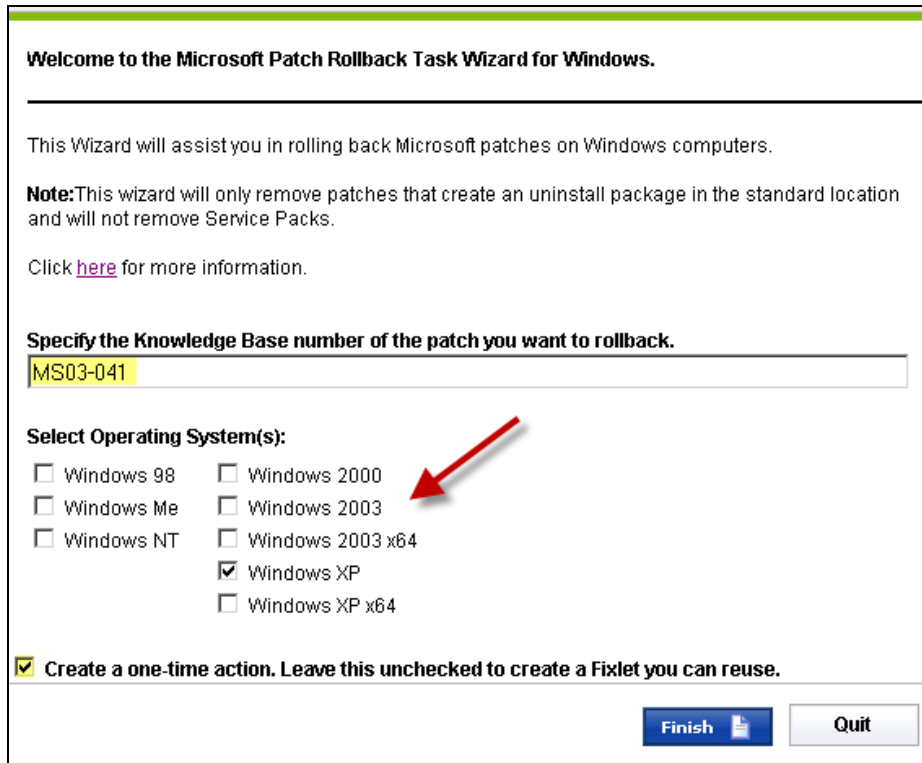 Welcome to the Microsoft Patch Rollback Task Wizard for Windows.
This Wizard will assist you in rolling back Microsoft patches on Windows computers.
Note:This wizard will only remove patches that create an uninstall package in the standard location
and will not remove Service Packs.
Click here for more information.
Specify the Knowledge Base number of the patch you want to rollback.
MS03-041
Select Operating System(s):
Windows 98 Windows 2000
Windows Me Windows 2003
Windows NT Windows 2003 x64
Windows XP
Windows XP x64
Create a one-time action. Leave this unchecked to create a Fixlet you can reuse.
Finish Quit